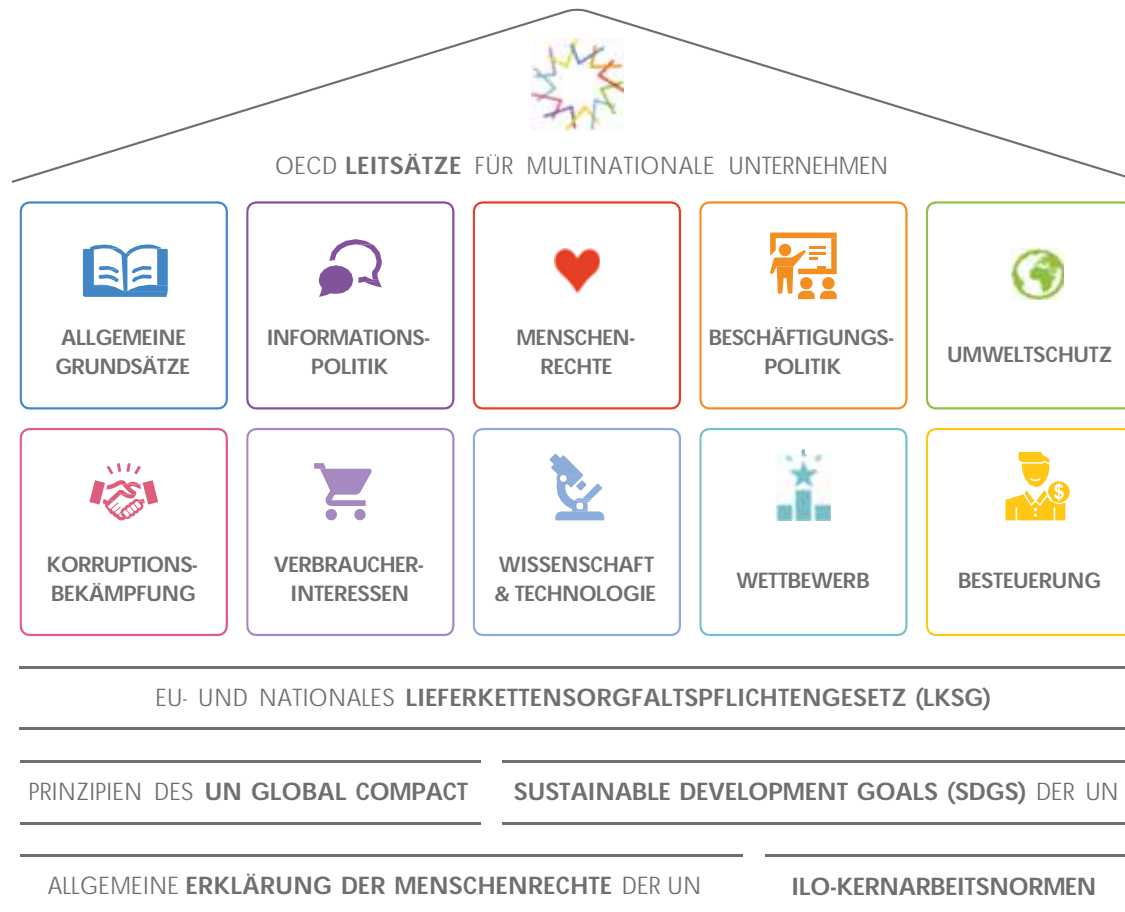 OECD LEITSÄTZE FÜR MULTINATIONALE UNTERNEHMEN
ALLGEMEINE
GRUNDSÄTZE
INFORMATIONS-
POLITIK
MENSCHEN-
RECHTE
BESCHÄFTIGUNGS-
POLITIK
UMWELTSCHUTZ
KORRUPTIONS-
BEKÄMPFUNG
VERBRAUCHER-
INTERESSEN
WISSENSCHAFT
& TECHNOLOGIE
WETTBEWERB
$
BESTEUERUNG
EU- UND NATIONALES LIEFERKETTENSORGFALTSPFLICHTENGESETZ (LKSG)
PRINZIPIEN DES UN GLOBAL COMPACT
SUSTAINABLE DEVELOPMENT GOALS (SDGS) DER UN
ALLGEMEINE ERKLÄRUNG DER MENSCHENRECHTE DER UN
ILO-KERNARBEITSNORMEN